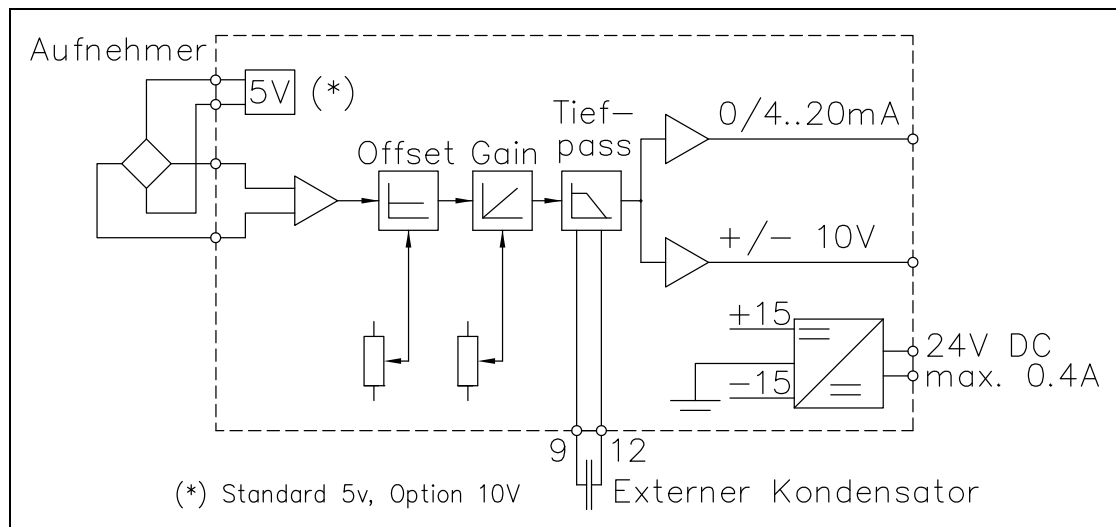 Aufnehmer
5V (*)
Tief-
pass
0/4..20mA
Offset Gain
+/- 10V
+15
24V DC
-15
max. 0.4A
9 12
(*) Standard 5v, Option 10V
Externer Kondensator